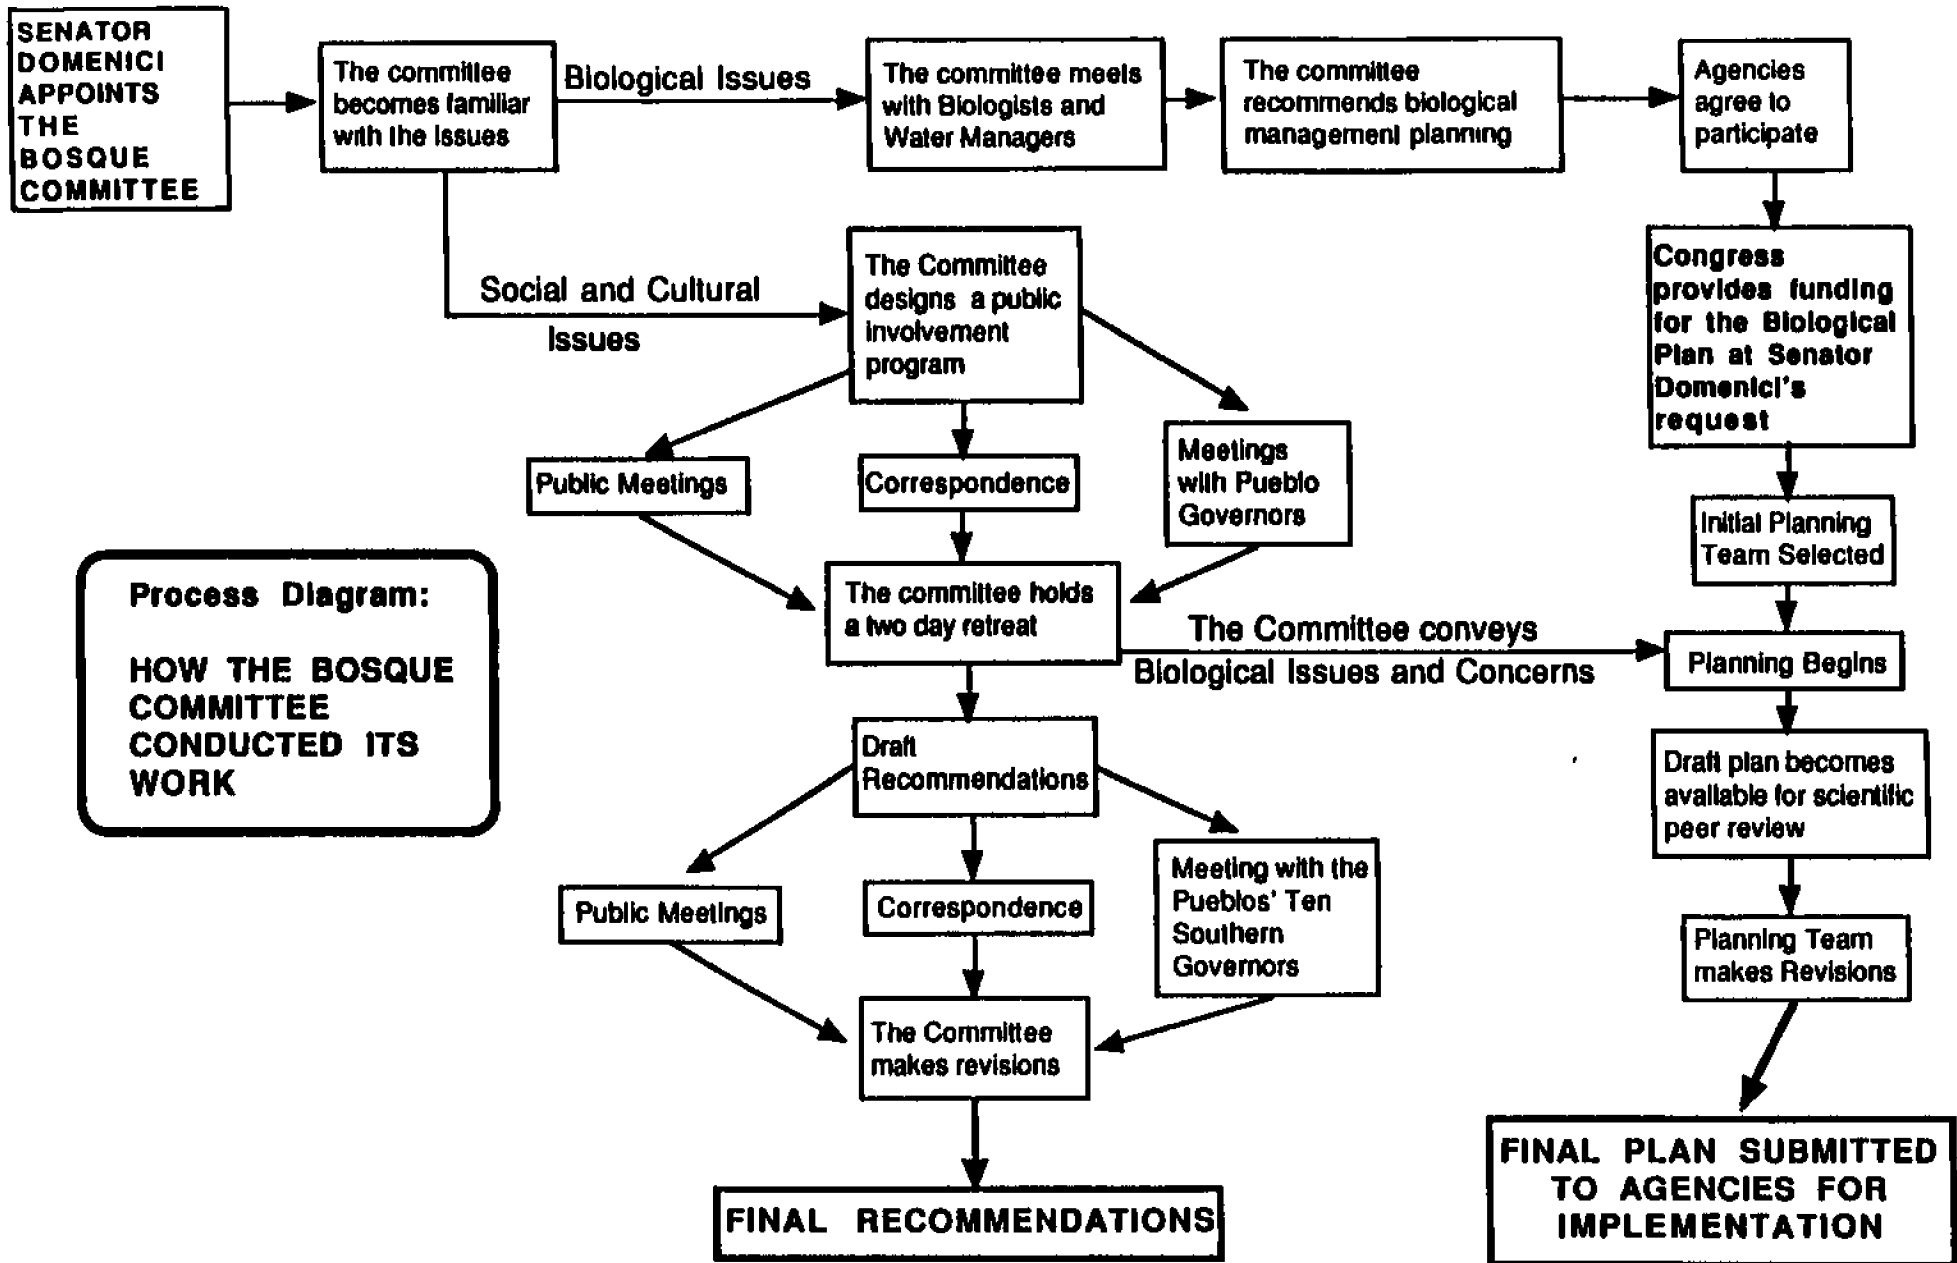 SENATOR
DOMENICI
APPOINTS
THE
BOSQUE
COMMITTEE
The committee
becomes familiar
with the Issues
Biological Issues
The committee meets
with Biologists and
Water Managers
The committee
recommends biological
management planning
Agencies
agree to
participate
Social and Cultural
Issues
The Committee
designs a public
involvement
program
Congress
provides funding
for the Biological
Plan at Senator
Domenici's
request
Public Meetings
Correspondence
Meetings
with Pueblo
Governors
Initial Planning
Team Selected
Process Diagram:
HOW THE BOSQUE
COMMITTEE
CONDUCTED ITS
WORK
The committee holds
a two day retreat
The Committee conveys
Biological Issues and Concerns
Planning Begins
Draft
Recommendations
Draft plan becomes
available for scientific
peer review
Public Meetings
Correspondence
Meeting with the
Pueblos' Ten
Southern
Governors
Planning Team
makes Revisions
The Committee
makes revisions
FINAL RECOMMENDATIONS
FINAL PLAN SUBMITTED
TO AGENCIES FOR
IMPLEMENTATION